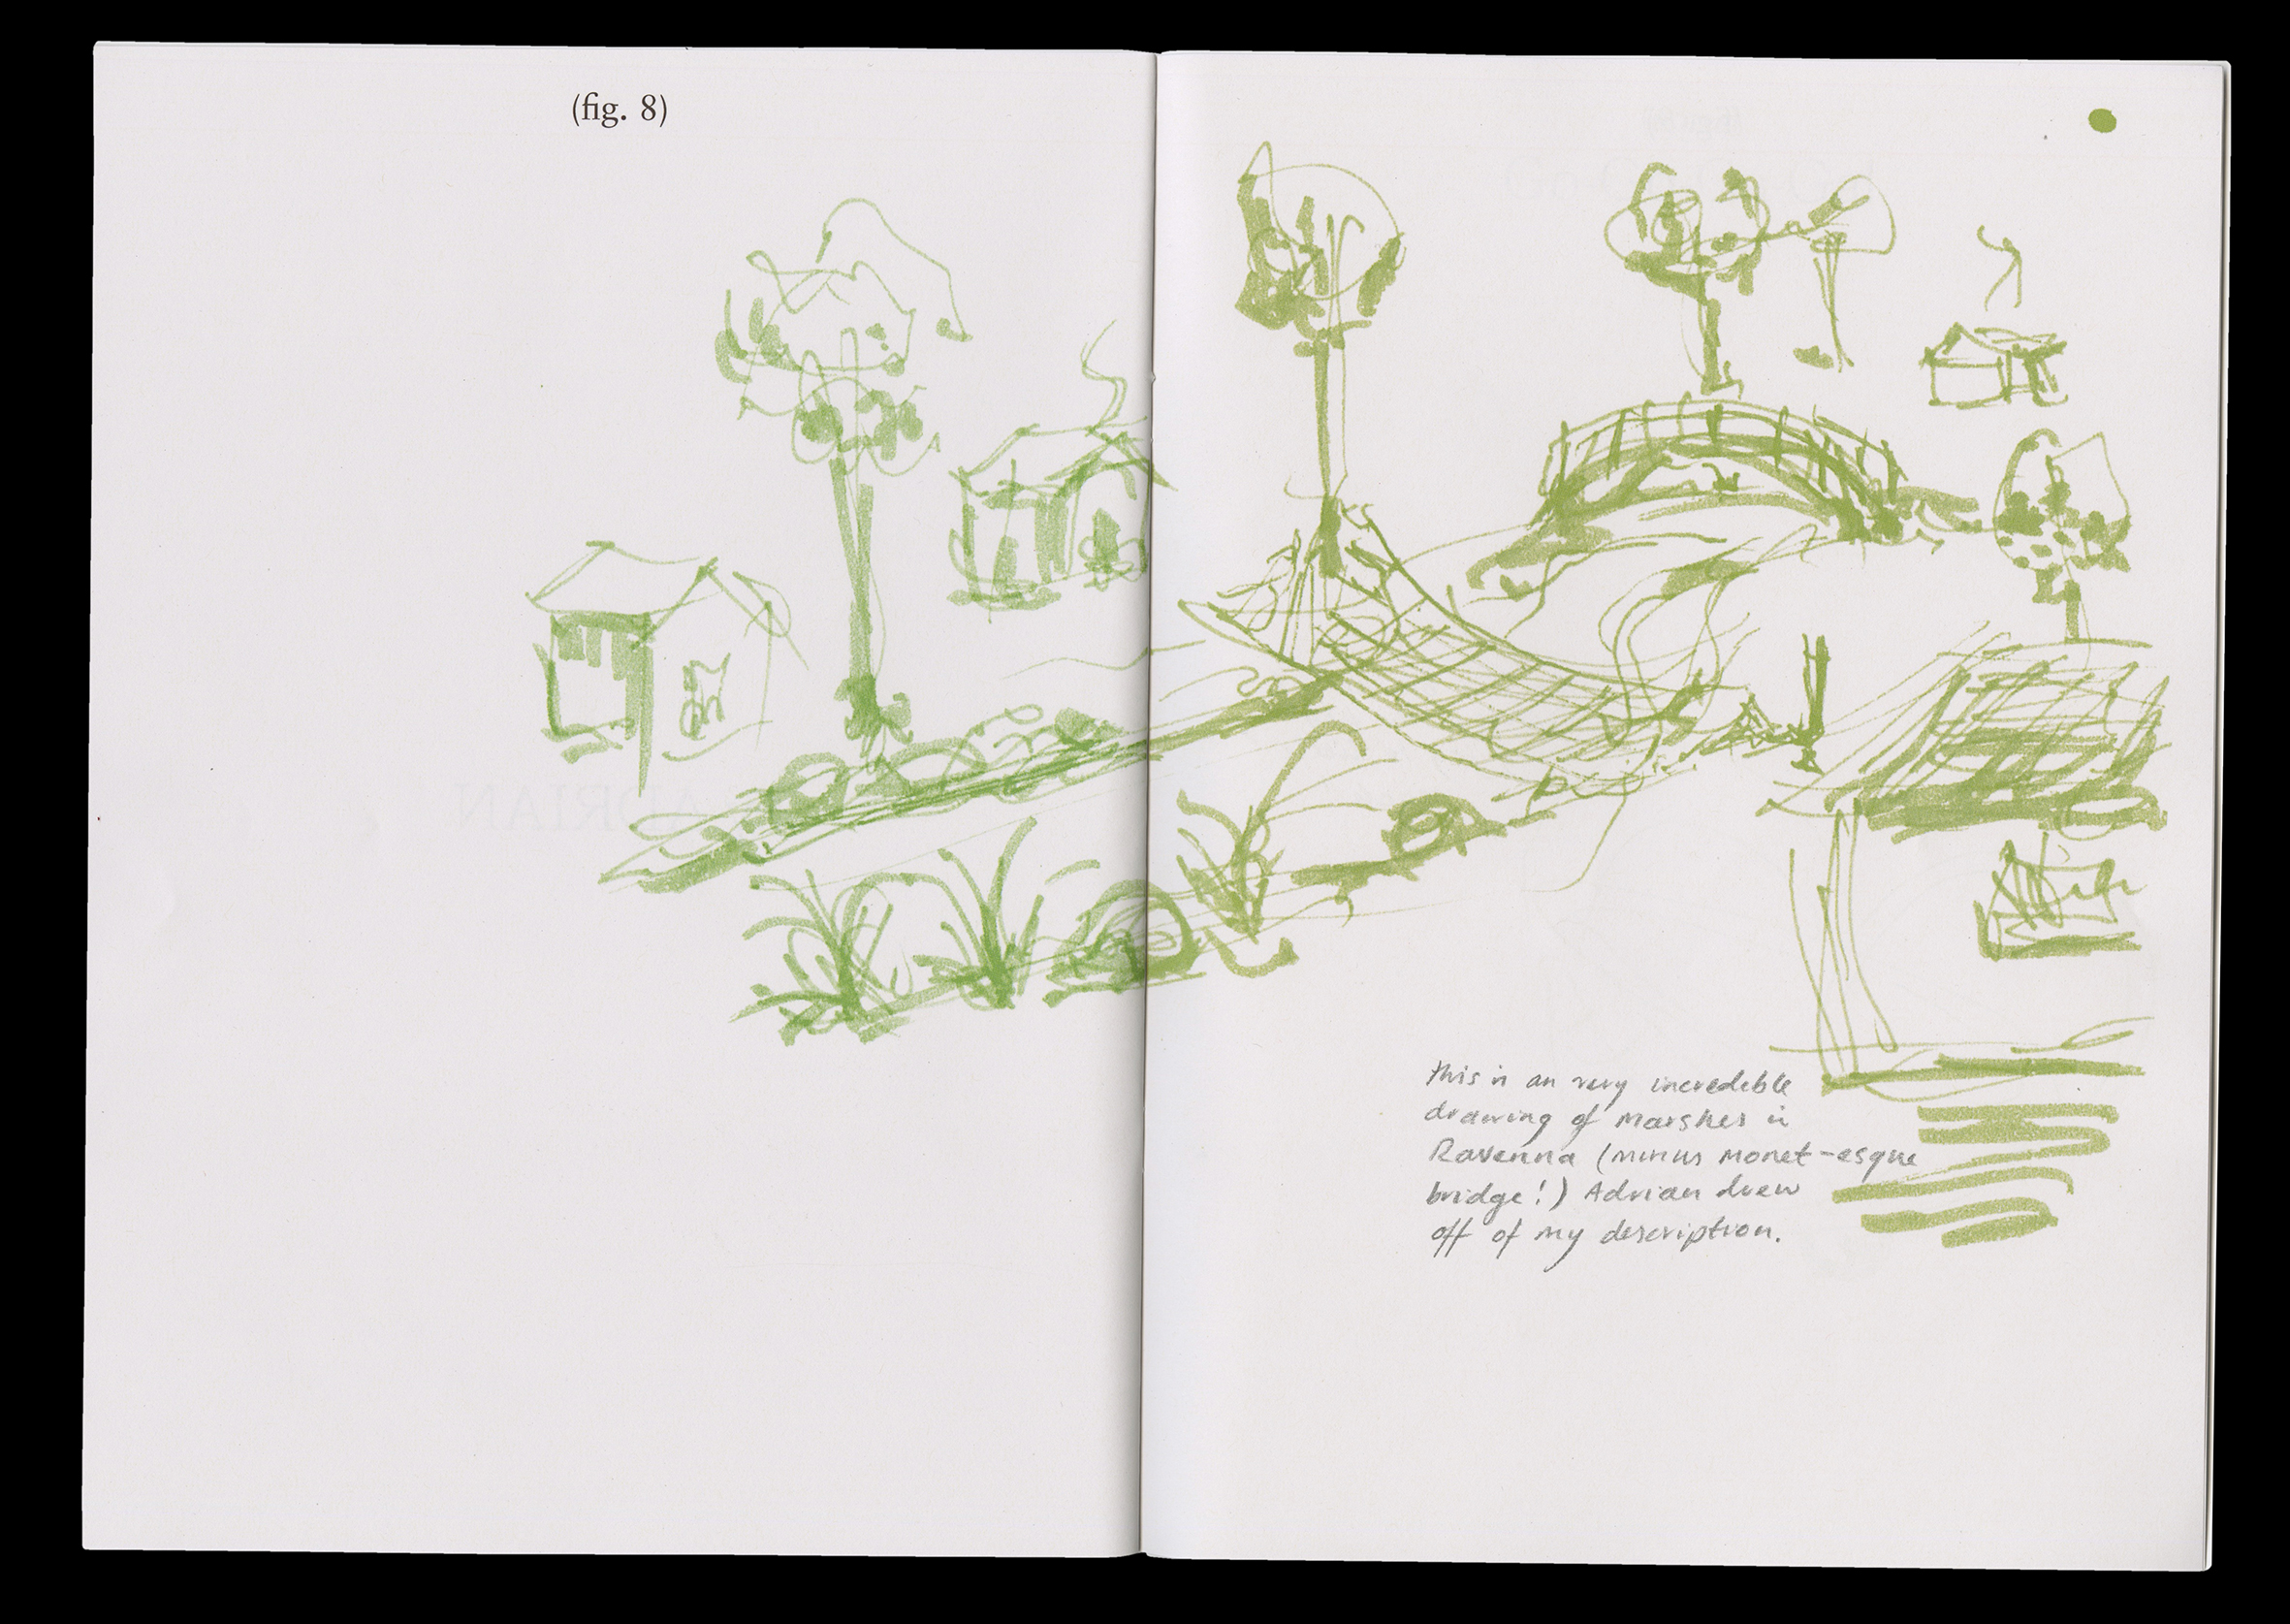 (fig. 8)
this is an very incredible
drawing of marshes in
Ravenna (minus monet-esque
bridge!) Adrian drew
off of my description.